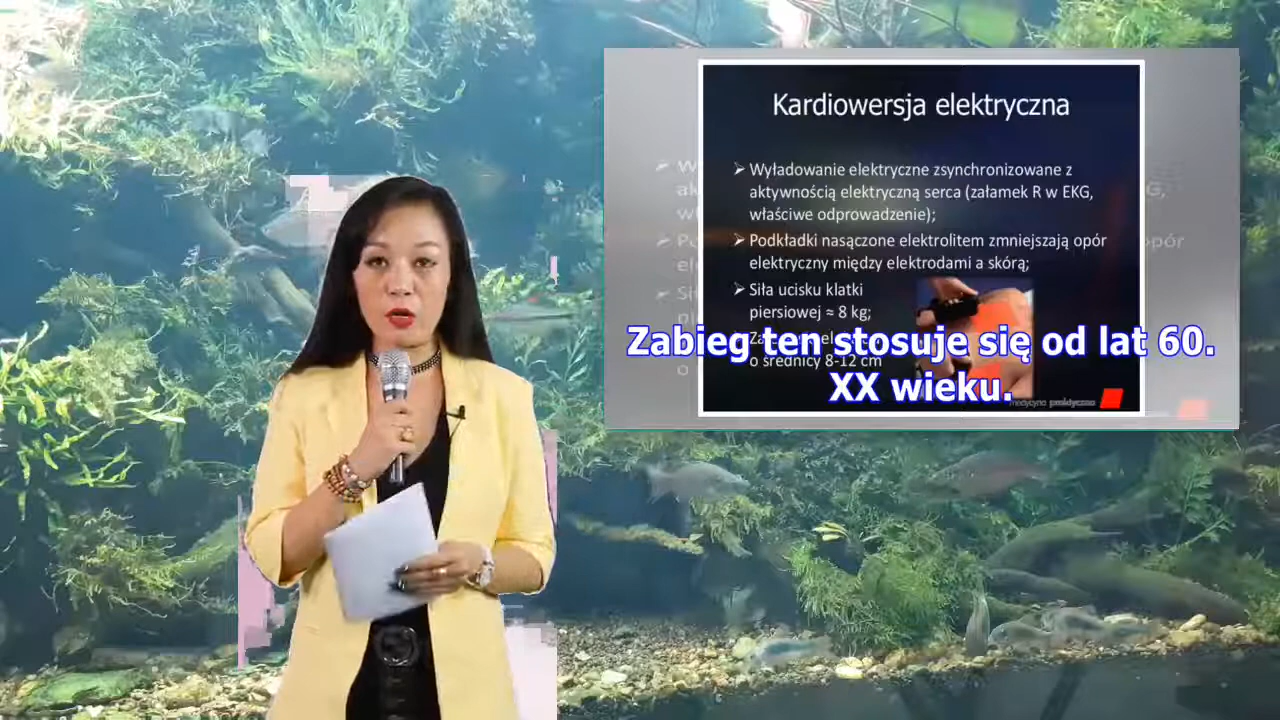 Kardiowersja elektryczna
➢ Wyładowanie elektryczne zsynchronizowane z
aktywnością elektryczną serca (załamek R w EKG,
właściwe odprowadzenie);
➢ Podkładki nasączone elektrolitem zmniejszają opór
elektryczny między elektrodami a skórą;
➢ Siła ucisku klatki
piersiowej ≈ 8 kg;
o średnicy 8-12 cm
Zabieg ten stosuje się od lat 60.
XX wieku.
medycyna praktyczna